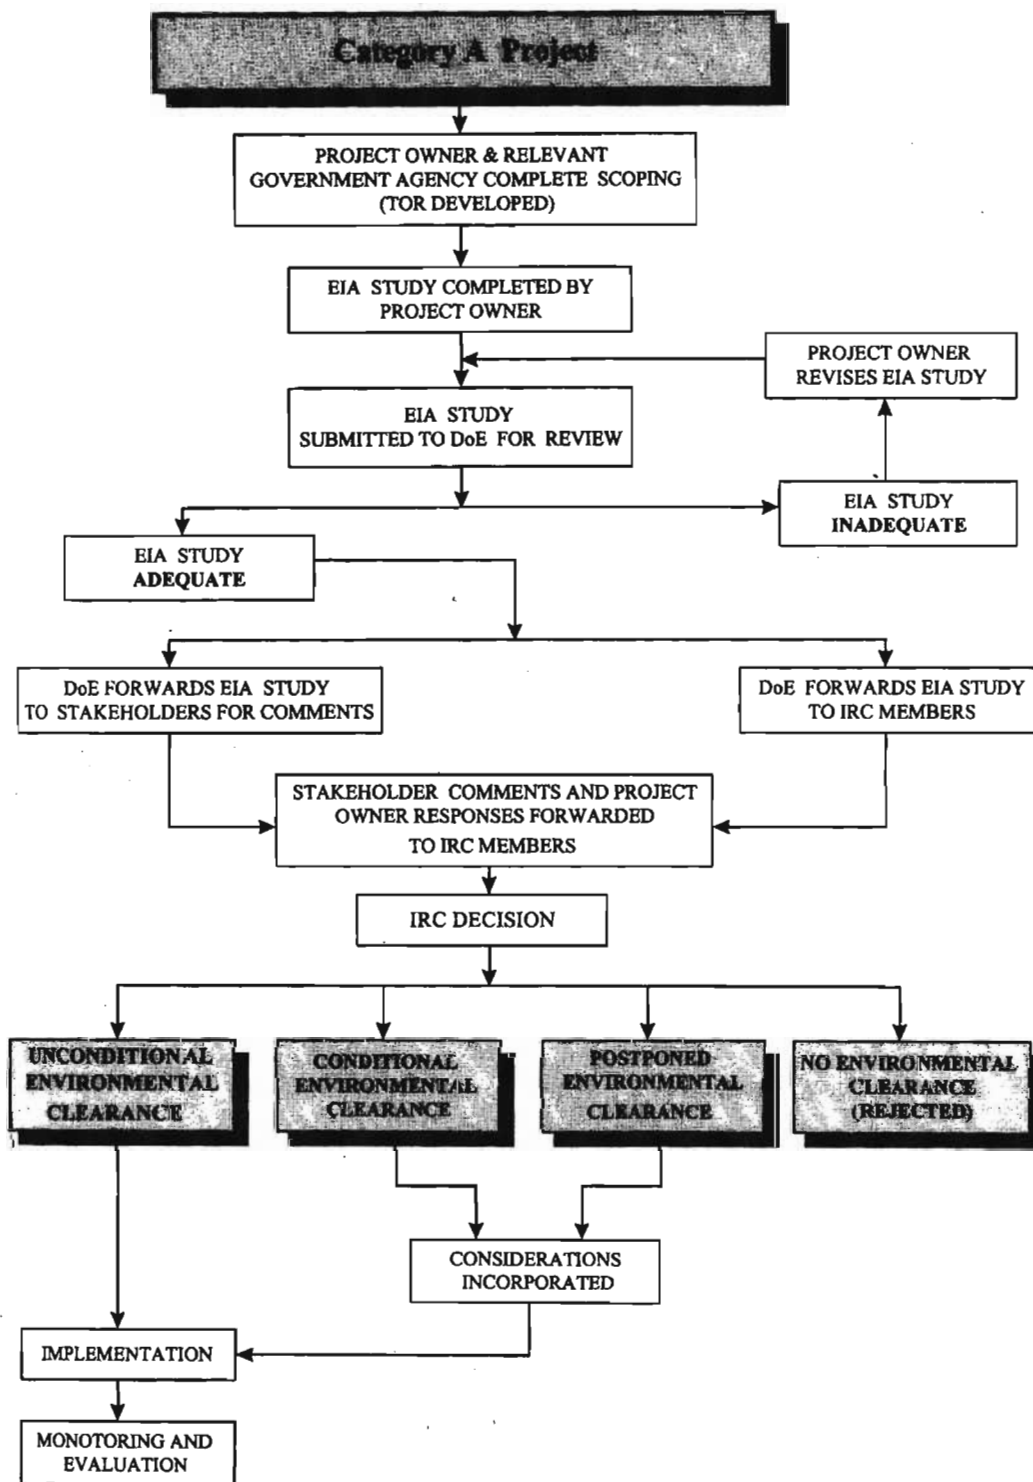 Category A Project
PROJECT OWNER & RELEVANT
GOVERNMENT AGENCY COMPLETE SCOPING
(TOR DEVELOPED)
EIA STUDY COMPLETED BY
PROJECT OWNER
PROJECT OWNER
REVISES EIA STUDY
EIA STUDY
SUBMITTED TO DoE FOR REVIEW
EIA STUDY
INADEQUATE
EIA STUDY
ADEQUATE
DoE FORWARDS EIA STUDY
TO STAKEHOLDERS FOR COMMENTS
DoE FORWARDS EIA STUDY
TO IRC MEMBERS
STAKEHOLDER COMMENTS AND PROJECT
OWNER RESPONSES FORWARDED
TO IRC MEMBERS
IRC DECISION
UNCONDITIONAL
ENVIRONMENTAL
CLEARANCE
CONDITIONAL
ENVIRONMENTAL
CLEARANCE
POSTPONED
ENVIRONMENTAL
CLEARANCE
NO ENVIRONMENTAL
CLEARANCE
(REJECTED)
CONSIDERATIONS
INCORPORATED
IMPLEMENTATION
MONOTORING AND
EVALUATION